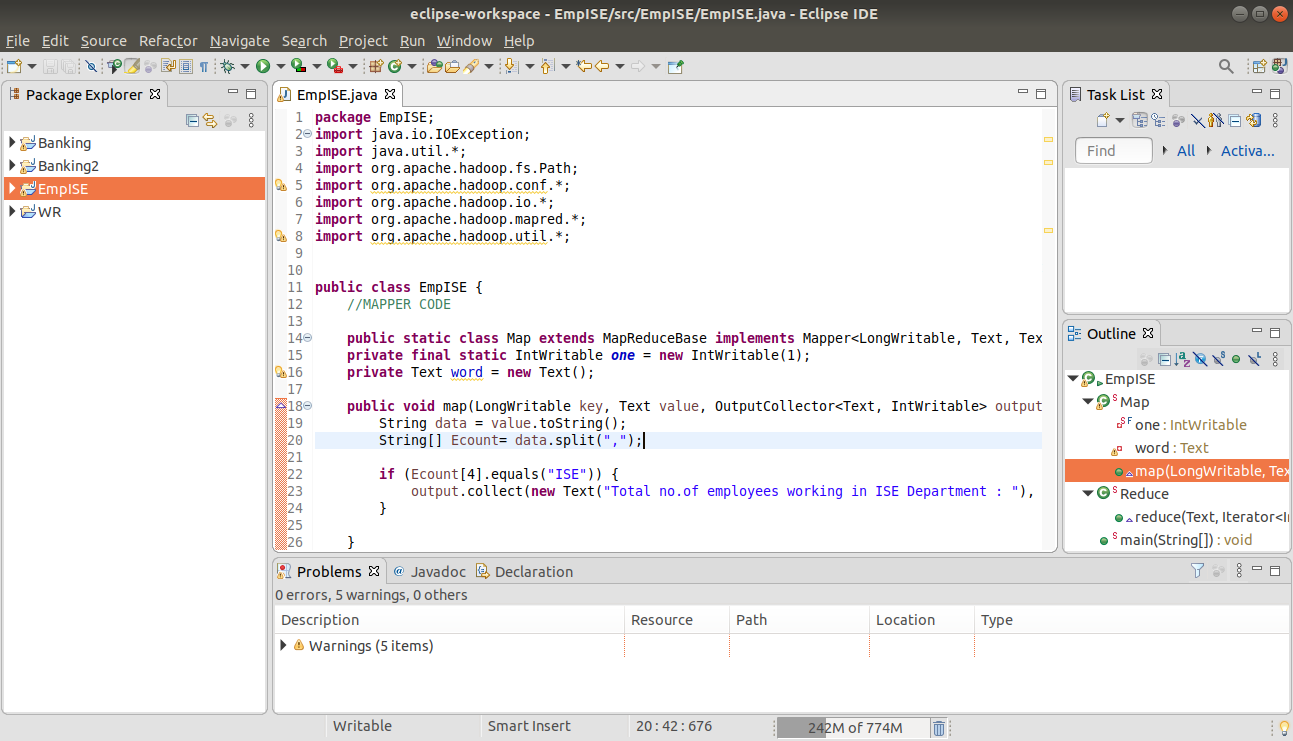 eclipse-workspace - EmpISE/src/EmpISE/EmpISE.java - Eclipse IDE
File Edit Source Refactor Navigate Search Project Run Window Help
Package Explorer
Banking
Banking2
EmpISE
WR
EmpISE.java
1 package EmpISE;
2 import java.io.IOException;
3 import java.util.*;
4 import org.apache.hadoop.fs.Path;
5 import org.apache.hadoop.conf.*;
6 import org.apache.hadoop.io.*;
7 import org.apache.hadoop.mapred.*;
8 import org.apache.hadoop.util.*;
9
10
11 public class EmpISE {
12 //MAPPER CODE
13
14 public static class Map extends MapReduceBase implements Mapper<LongWritable, Text, Tex
15 private final static IntWritable one = new IntWritable(1);
16 private Text word = new Text();
17
18 public void map(LongWritable key, Text value, OutputCollector<Text, IntWritable> output
19 String data = value.toString();
20 String[] Ecount= data.split(",");
21
22 if (Ecount[4].equals("ISE")) {
23 output.collect(new Text("Total no.of employees working in ISE Department : "),
24 }
25
26 }
Task List
Find All Activa...
Outline
EmpISE
Map
one : IntWritable
word : Text
map(LongWritable, Tex
Reduce
reduce(Text, Iterator<In
main(String[]) : void
Problems Javadoc Declaration
0 errors, 5 warnings, 0 others
Description Resource Path Location Type
Warnings (5 items)
Writable Smart Insert 20 : 42 : 676 242M of 774M